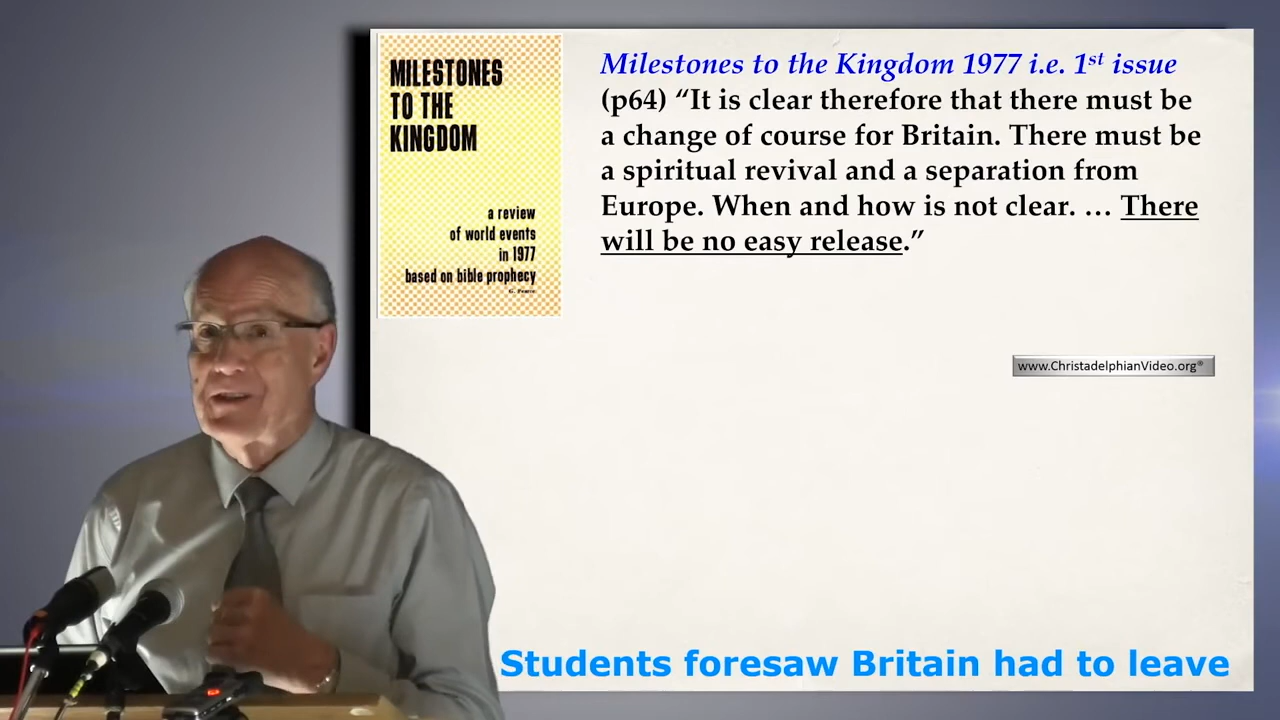 MILESTONES
TO THE
KINGDOM
a review
of world events
in 1977
based on bible prophecy
Milestones to the Kingdom 1977 i.e. 1st issue
(p64) “It is clear therefore that there must be
a change of course for Britain. There must be
a spiritual revival and a separation from
Europe. When and how is not clear. … There
will be no easy release.”
www.ChristadelphianVideo.org®
Students foresaw Britain had to leave